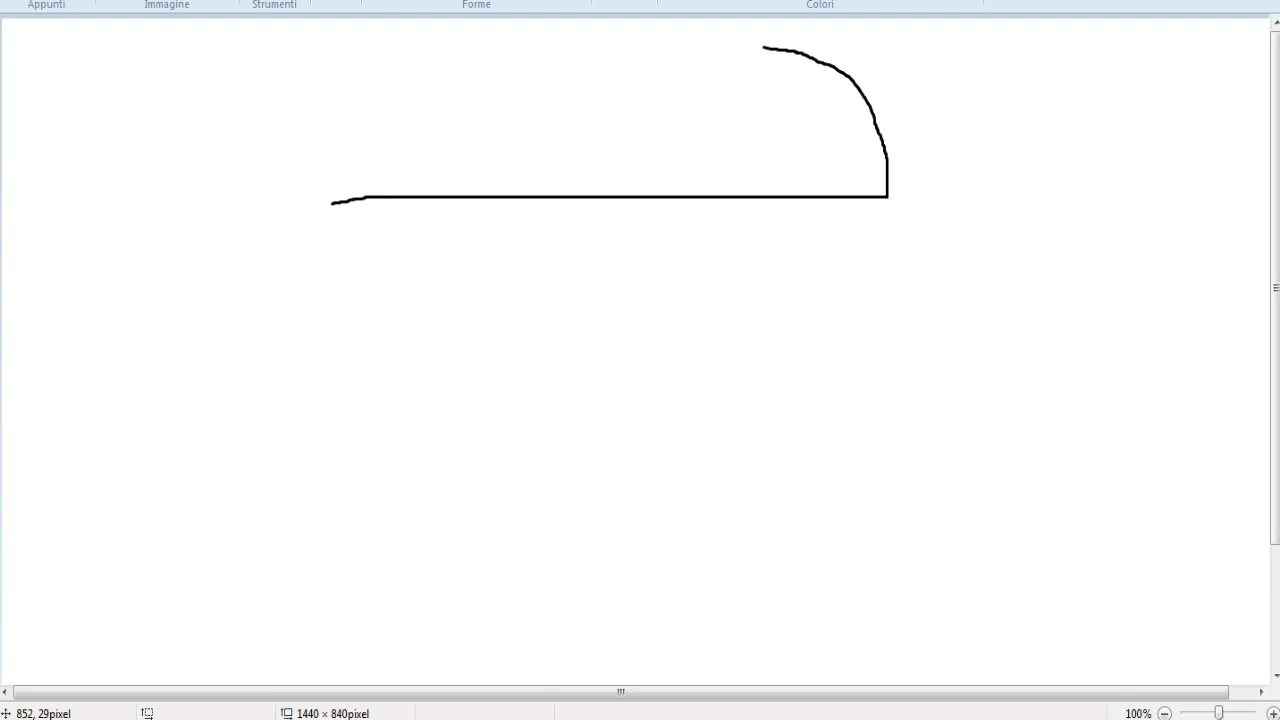 Appunti Immagine Strumenti Forme Colori
852, 29pixel 1440 × 840pixel 100%